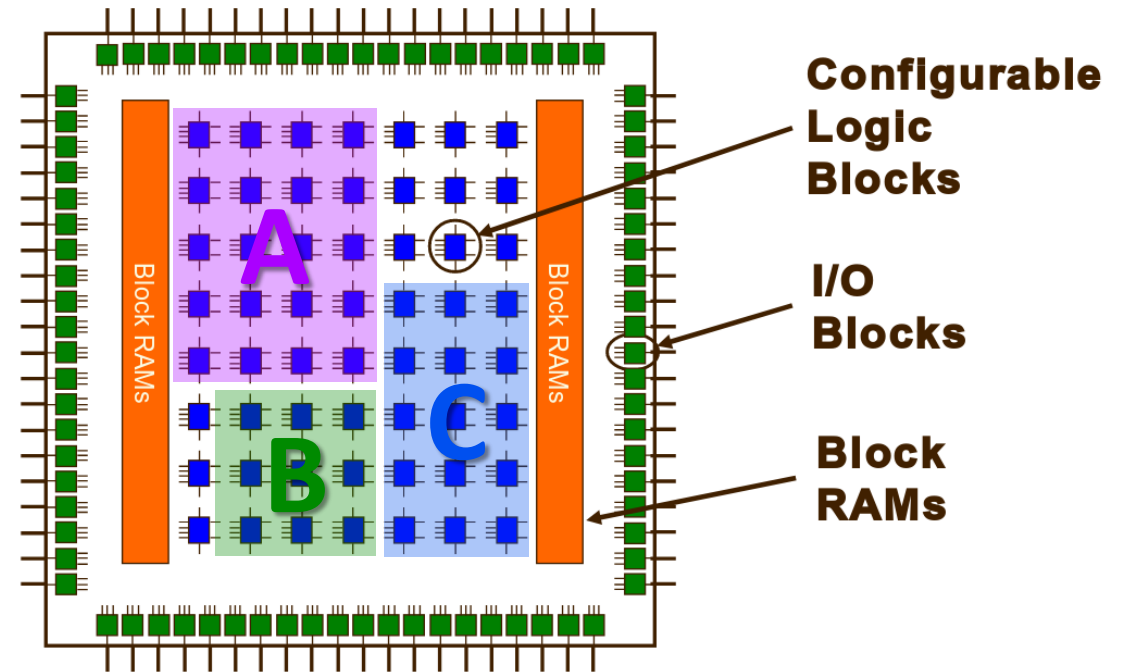 Configurable
Logic
Blocks
I/O
Blocks
Block
RAMs
Block RAMs
Block RAMs
A
B
C